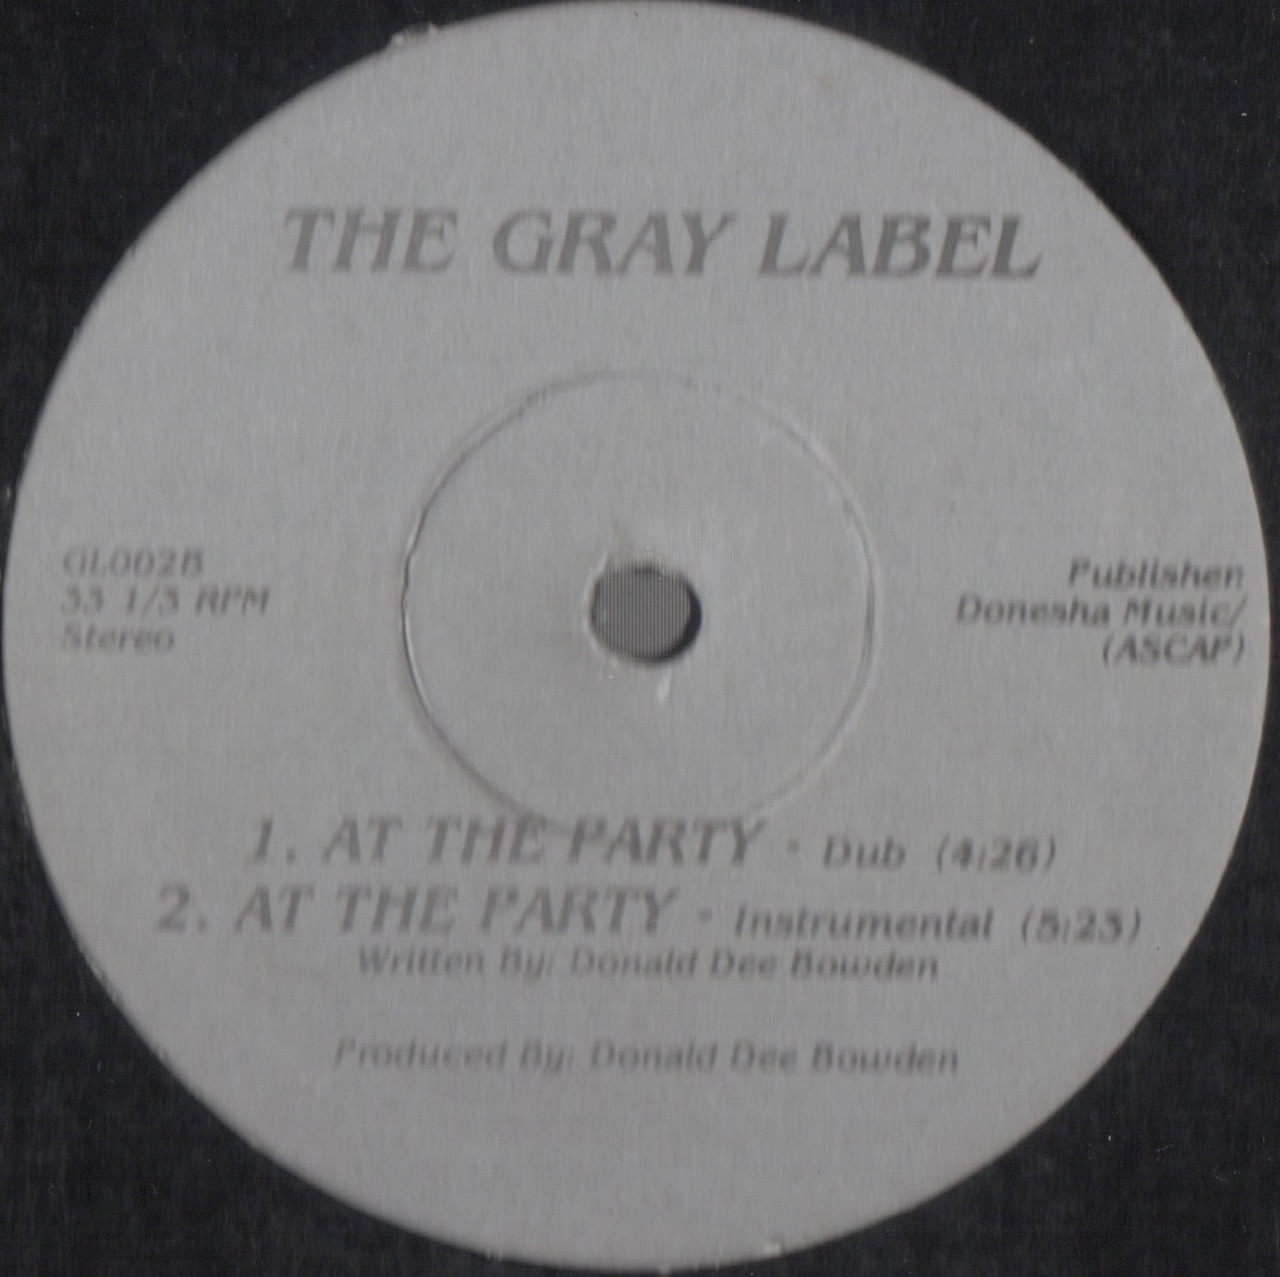 THE GRAY LABEL
GL002B
33 1/3 RPM
Stereo
Publisher:
Donesha Music/
(ASCAP)
1. AT THE PARTY - Dub (4:26)
2. AT THE PARTY - Instrumental (5:23)
Written By: Donald Dee Bowden
Produced By: Donald Dee Bowden